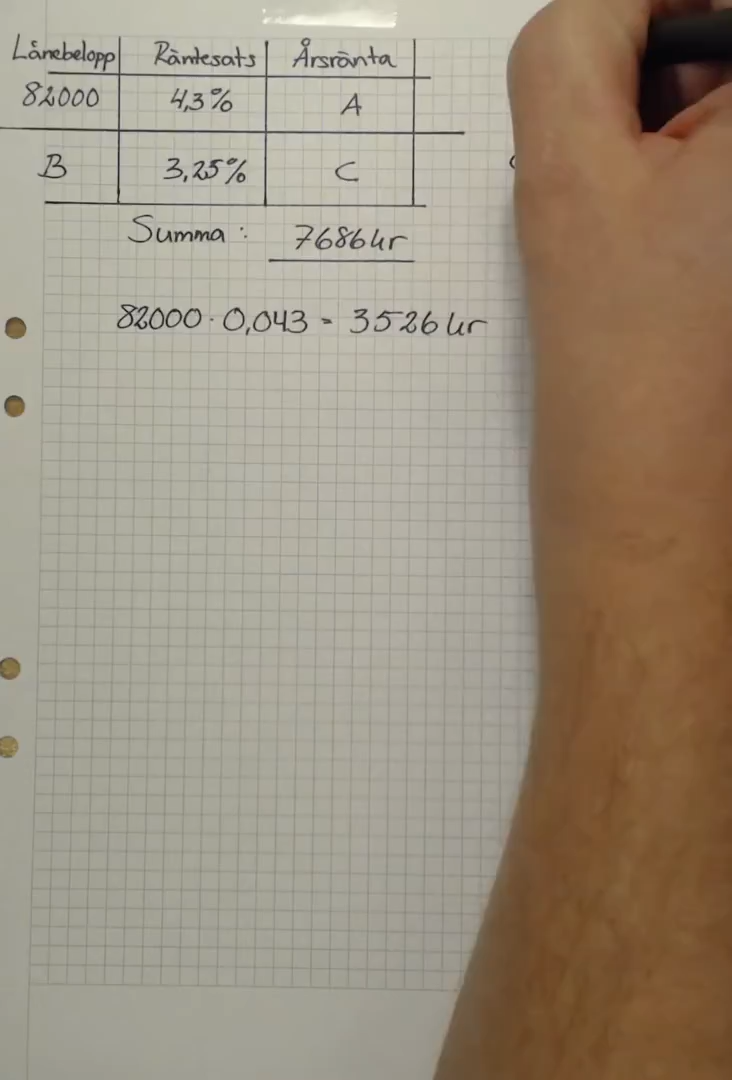 Lånebelopp Räntesats Årsränta
82000 4,3% A
B 3,25% C
Summa: 7686kr
82000 · 0,043 = 3526kr